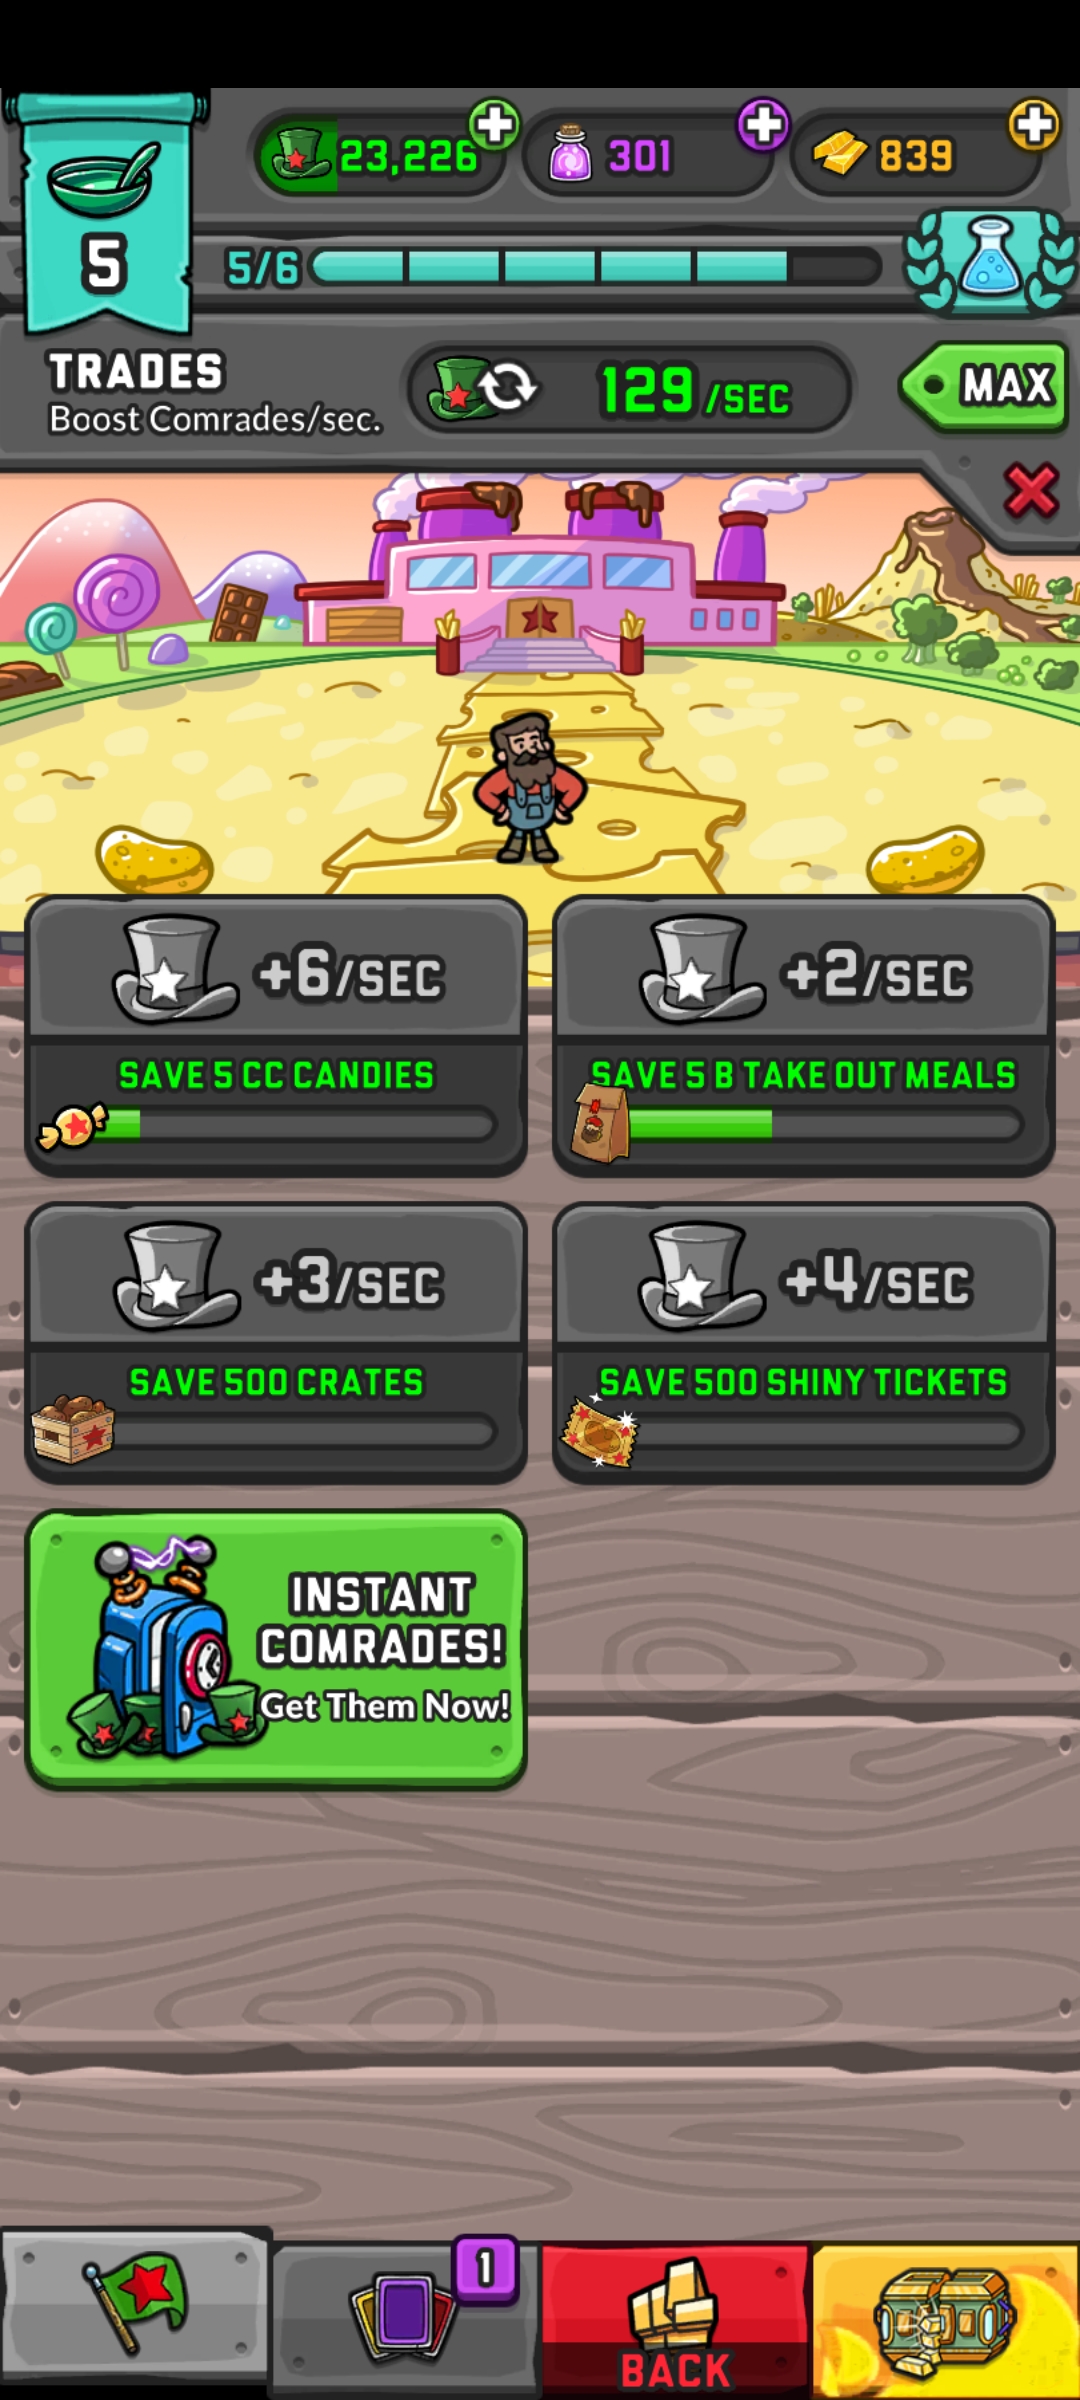 23,226
301
839
5
5/6
TRADES
Boost Comrades/sec.
129 /SEC
MAX
+6/SEC
SAVE 5 CC CANDIES
+2/SEC
SAVE 5 B TAKE OUT MEALS
+3/SEC
SAVE 500 CRATES
+4/SEC
SAVE 500 SHINY TICKETS
INSTANT
COMRADES!
Get Them Now!
1
BACK